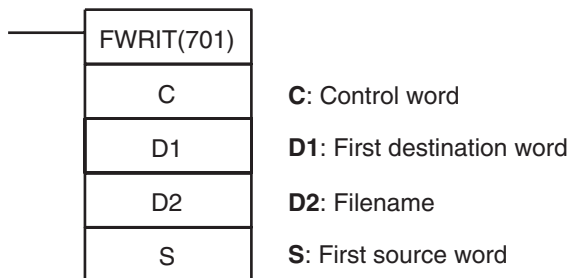 FWRIT(701)
C C: Control word
D1 D1: First destination word
D2 D2: Filename
S S: First source word